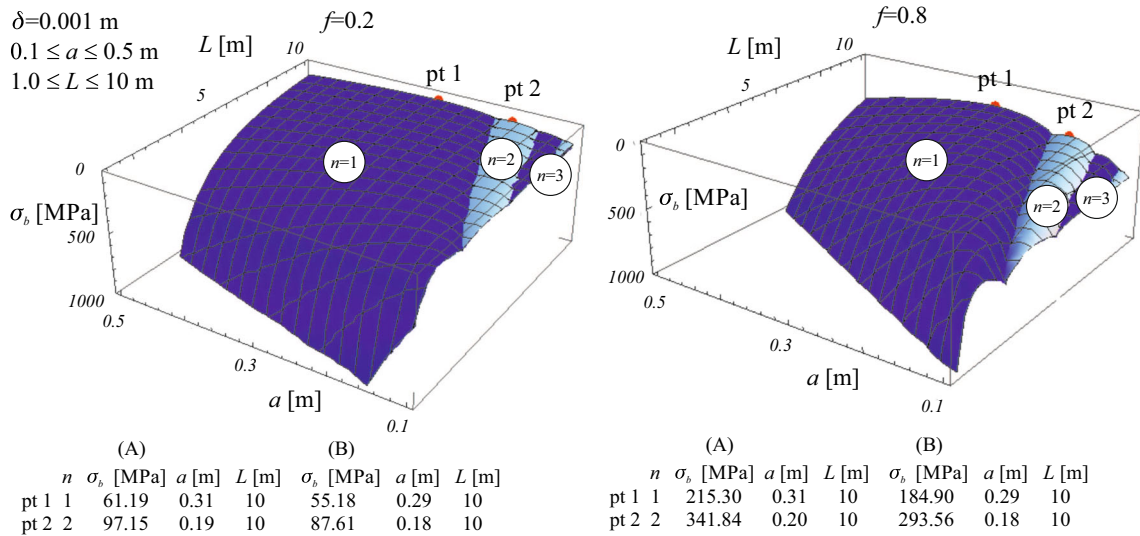 δ=0.001 m
0.1 ≤ a ≤ 0.5 m
1.0 ≤ L ≤ 10 m
f=0.2
L [m]
10
5
pt 1
pt 2
n=1
n=2
n=3
0
σb [MPa]
500
1000
0.5
0.3
a [m]
0.1
(A) (B)
n σb [MPa] a [m] L [m] σb [MPa] a [m] L [m]
pt 1 1 61.19 0.31 10 55.18 0.29 10
pt 2 2 97.15 0.19 10 87.61 0.18 10
f=0.8
10
L [m]
5
pt 1
pt 2
n=1
n=2
n=3
0
σb [MPa]
500
1000
0.5
0.3
a [m]
0.1
(A) (B)
n σb [MPa] a [m] L [m] σb [MPa] a [m] L [m]
pt 1 1 215.30 0.31 10 184.90 0.29 10
pt 2 2 341.84 0.20 10 293.56 0.18 10